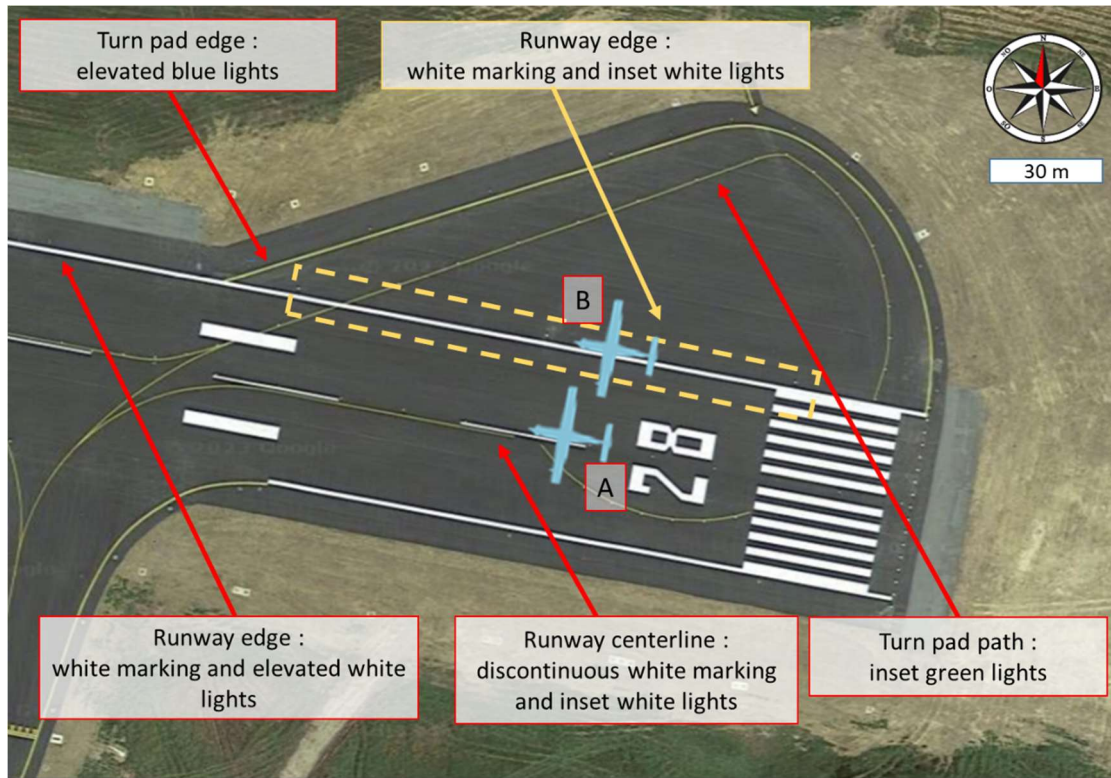 Turn pad edge :
elevated blue lights
Runway edge :
white marking and inset white lights
N
O
S
30 m
B
28
A
Runway edge :
white marking and elevated white
lights
Runway centerline :
discontinuous white marking
and inset white lights
Turn pad path :
inset green lights